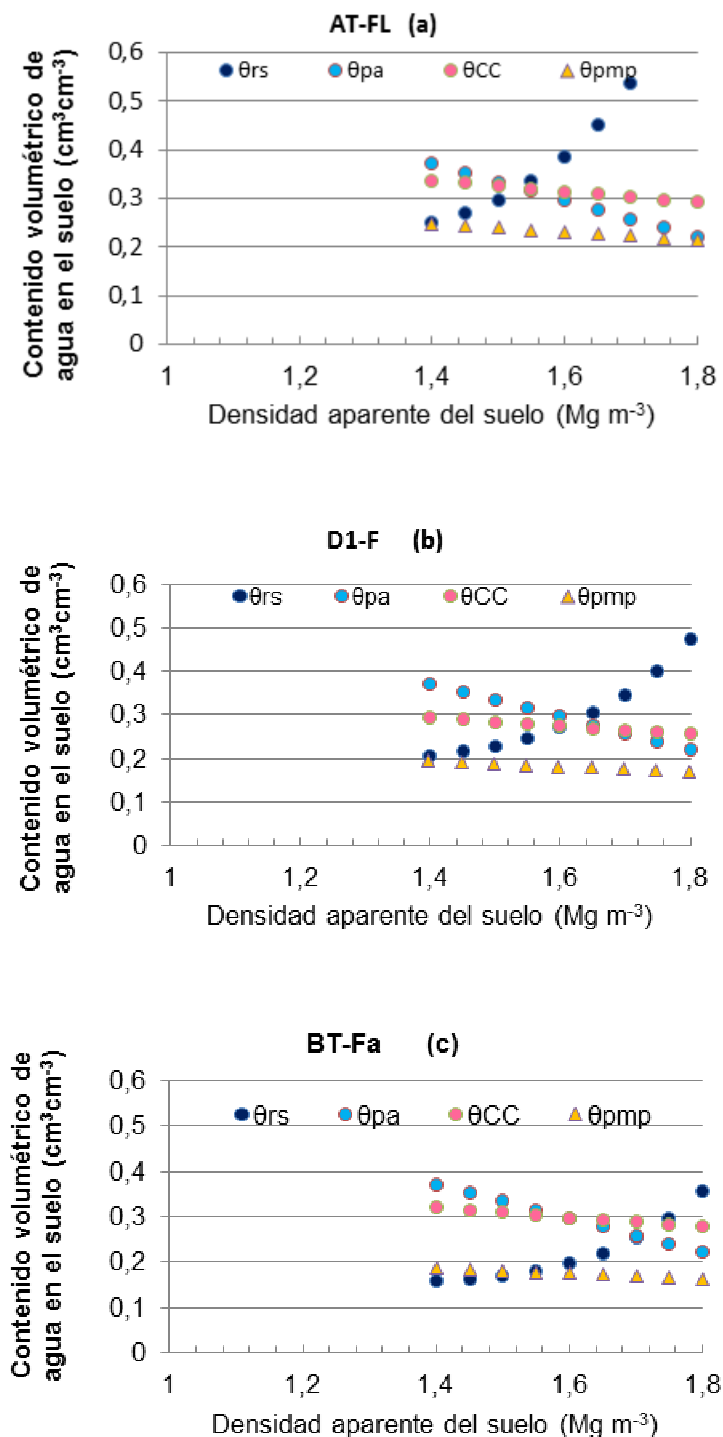 AT-FL (a)
Contenido volumétrico de
agua en el suelo (cm³cm⁻³)
0,6
0,5
0,4
0,3
0,2
0,1
0
θrs θpa θCC θpmp
1 1,2 1,4 1,6 1,8
Densidad aparente del suelo (Mg m⁻³)
D1-F (b)
Contenido volumétrico de
agua en el suelo (cm³cm⁻³)
0,6
0,5
0,4
0,3
0,2
0,1
0
θrs θpa θCC θpmp
1 1,2 1,4 1,6 1,8
Densidad aparente del suelo (Mg m⁻³)
BT-Fa (c)
Contenido volumétrico de
agua en el suelo (cm³cm⁻³)
0,6
0,5
0,4
0,3
0,2
0,1
0
θrs θpa θCC θpmp
1 1,2 1,4 1,6 1,8
Densidad aparente del suelo (Mg m⁻³)